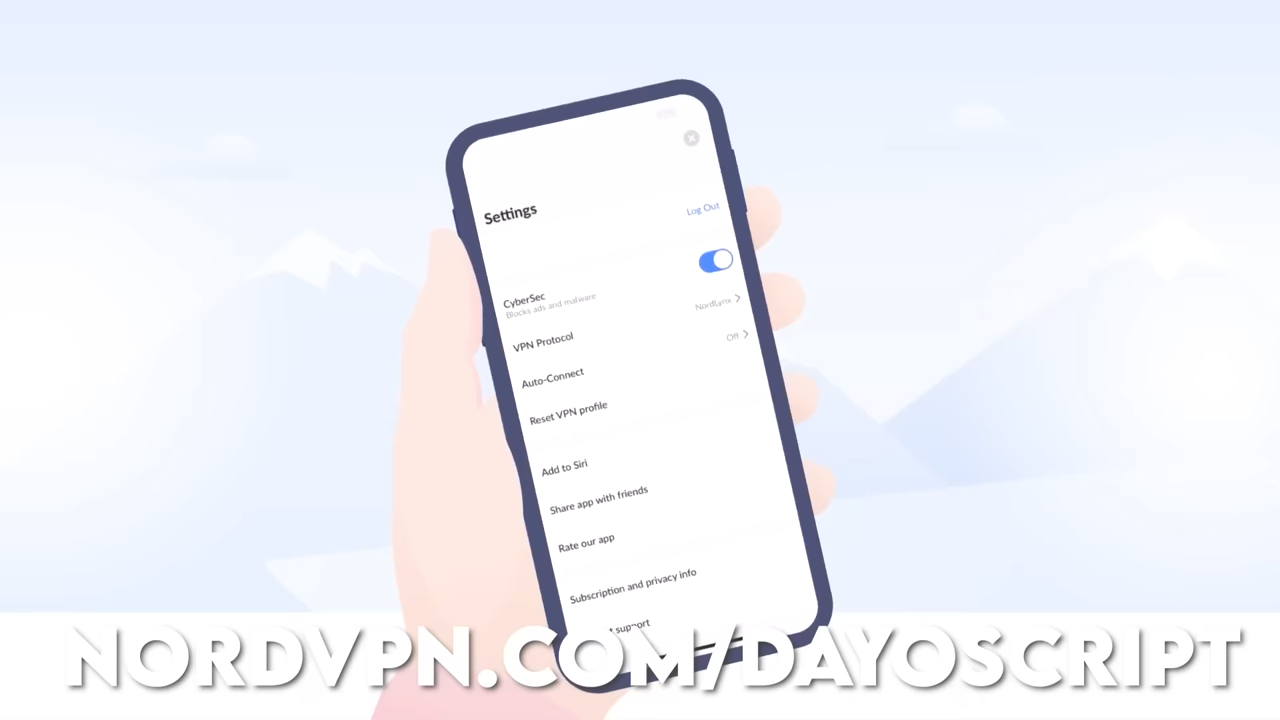 Settings
Log Out
CyberSec
Blocks ads and malware
VPN Protocol
NordLynx
Auto-Connect
Off
Reset VPN profile
Add to Siri
Share app with friends
Rate our app
Subscription and privacy info
support
NORDVPN.COM/DAYOSCRIPT